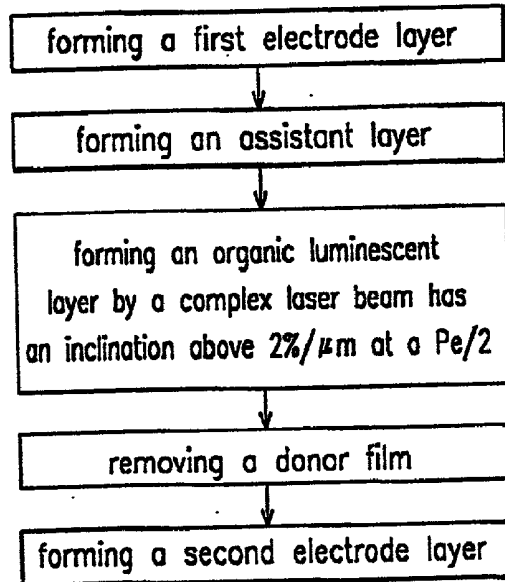 forming a first electrode layer
forming an assistant layer
forming an organic luminescent
layer by a complex laser beam has
an inclination above 2%/μm at a Pe/2
removing a donor film
forming a second electrode layer